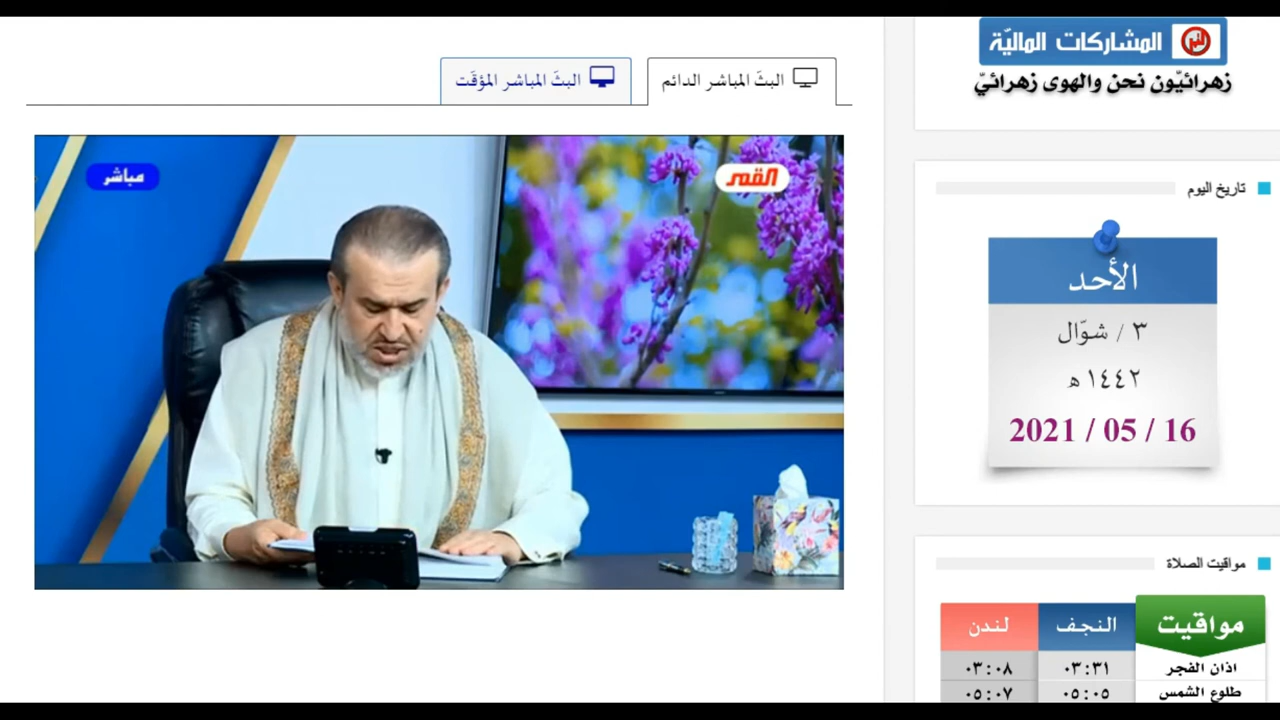 المشاركات الماليّة
زهرائيّون نحن والهوى زهرائيّ
البثّ المباشر الدائم
البثّ المباشر المؤقّت
القمر
مباشر
تاريخ اليوم
الأحد
٣ / شوّال
١٤٤٢ هـ
2021 / 05 / 16
مواقيت الصلاة
مواقيت النجف لندن
اذان الفجر ٠٣:٣١ ٠٣:٠٨
طلوع الشمس ٠٥:٠٥ ٠٥:٠٧